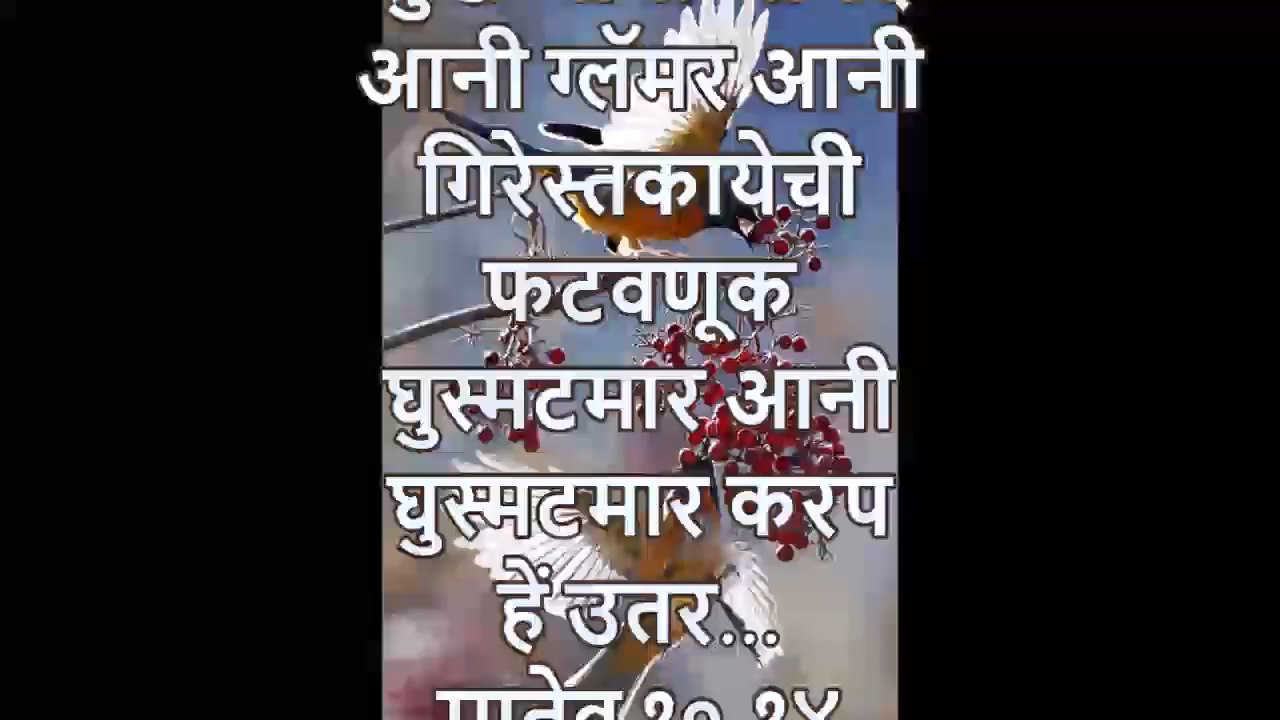 आनी ग्लॅमर आनी
गिरेस्तकायेची
फटवणूक
घुस्मटमार आनी
घुस्मटमार करप
हें उतर...